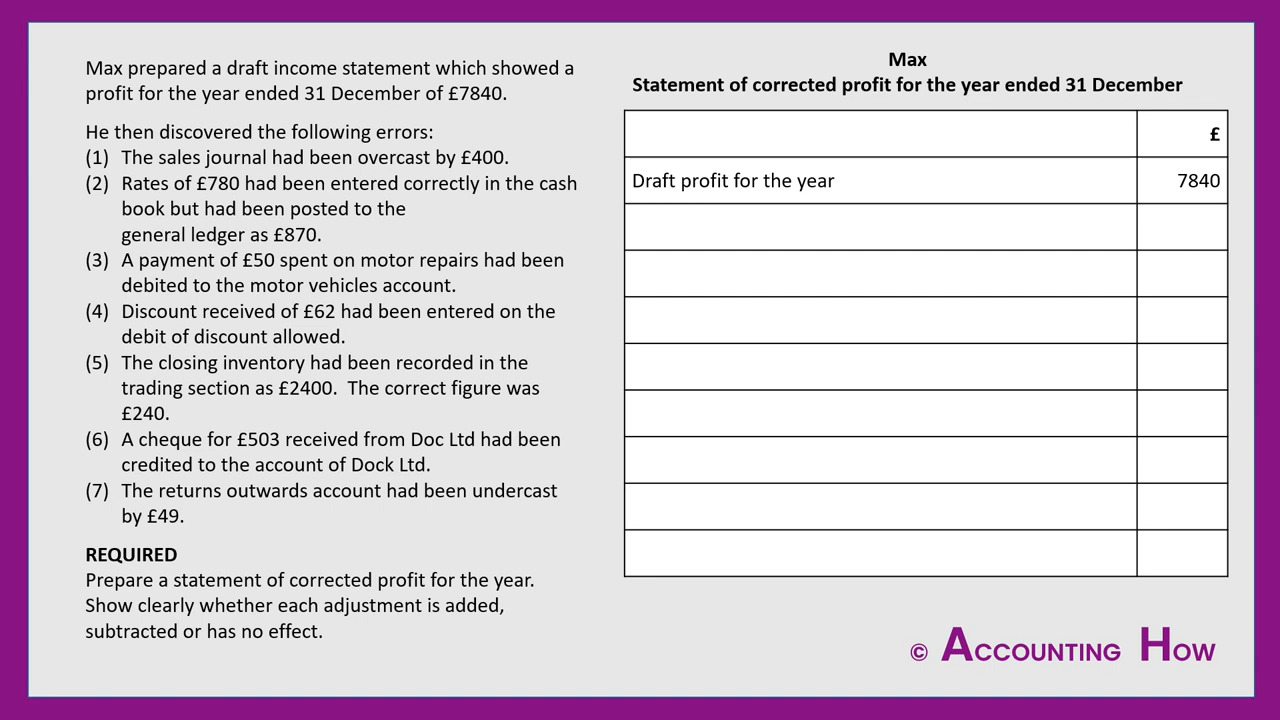 Max prepared a draft income statement which showed a
profit for the year ended 31 December of £7840.
He then discovered the following errors:
(1) The sales journal had been overcast by £400.
(2) Rates of £780 had been entered correctly in the cash
book but had been posted to the
general ledger as £870.
(3) A payment of £50 spent on motor repairs had been
debited to the motor vehicles account.
(4) Discount received of £62 had been entered on the
debit of discount allowed.
(5) The closing inventory had been recorded in the
trading section as £2400. The correct figure was
£240.
(6) A cheque for £503 received from Doc Ltd had been
credited to the account of Dock Ltd.
(7) The returns outwards account had been undercast
by £49.
REQUIRED
Prepare a statement of corrected profit for the year.
Show clearly whether each adjustment is added,
subtracted or has no effect.
Max
Statement of corrected profit for the year ended 31 December
£
Draft profit for the year 7840
© Accounting How